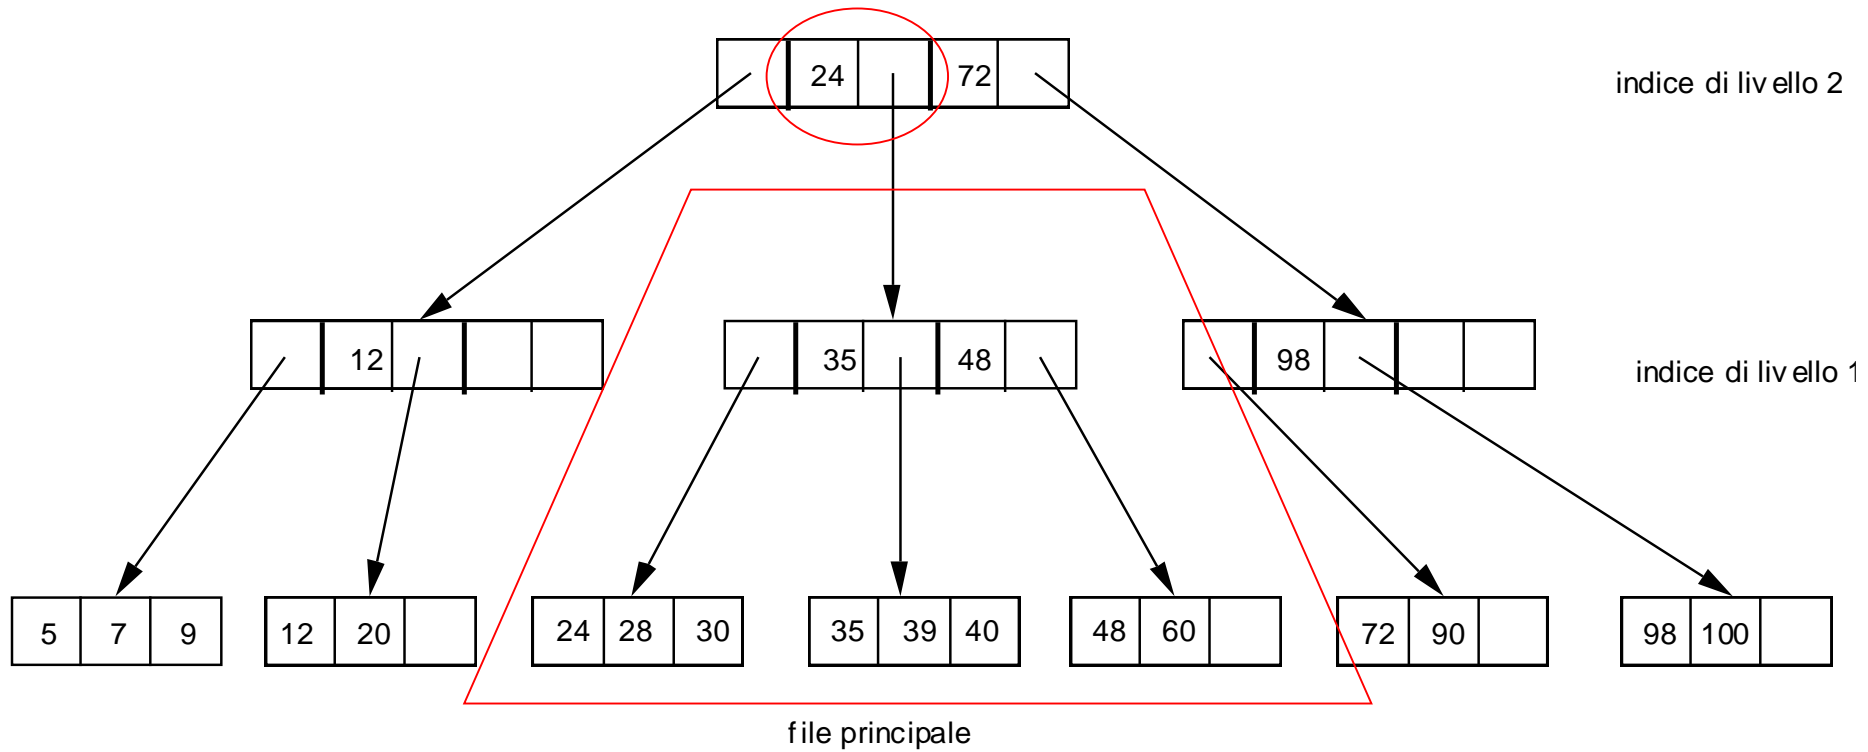 24 72 indice di livello 2
12 35 48 98 indice di livello 1
5 7 9 12 20 24 28 30 35 39 40 48 60 72 90 98 100
file principale